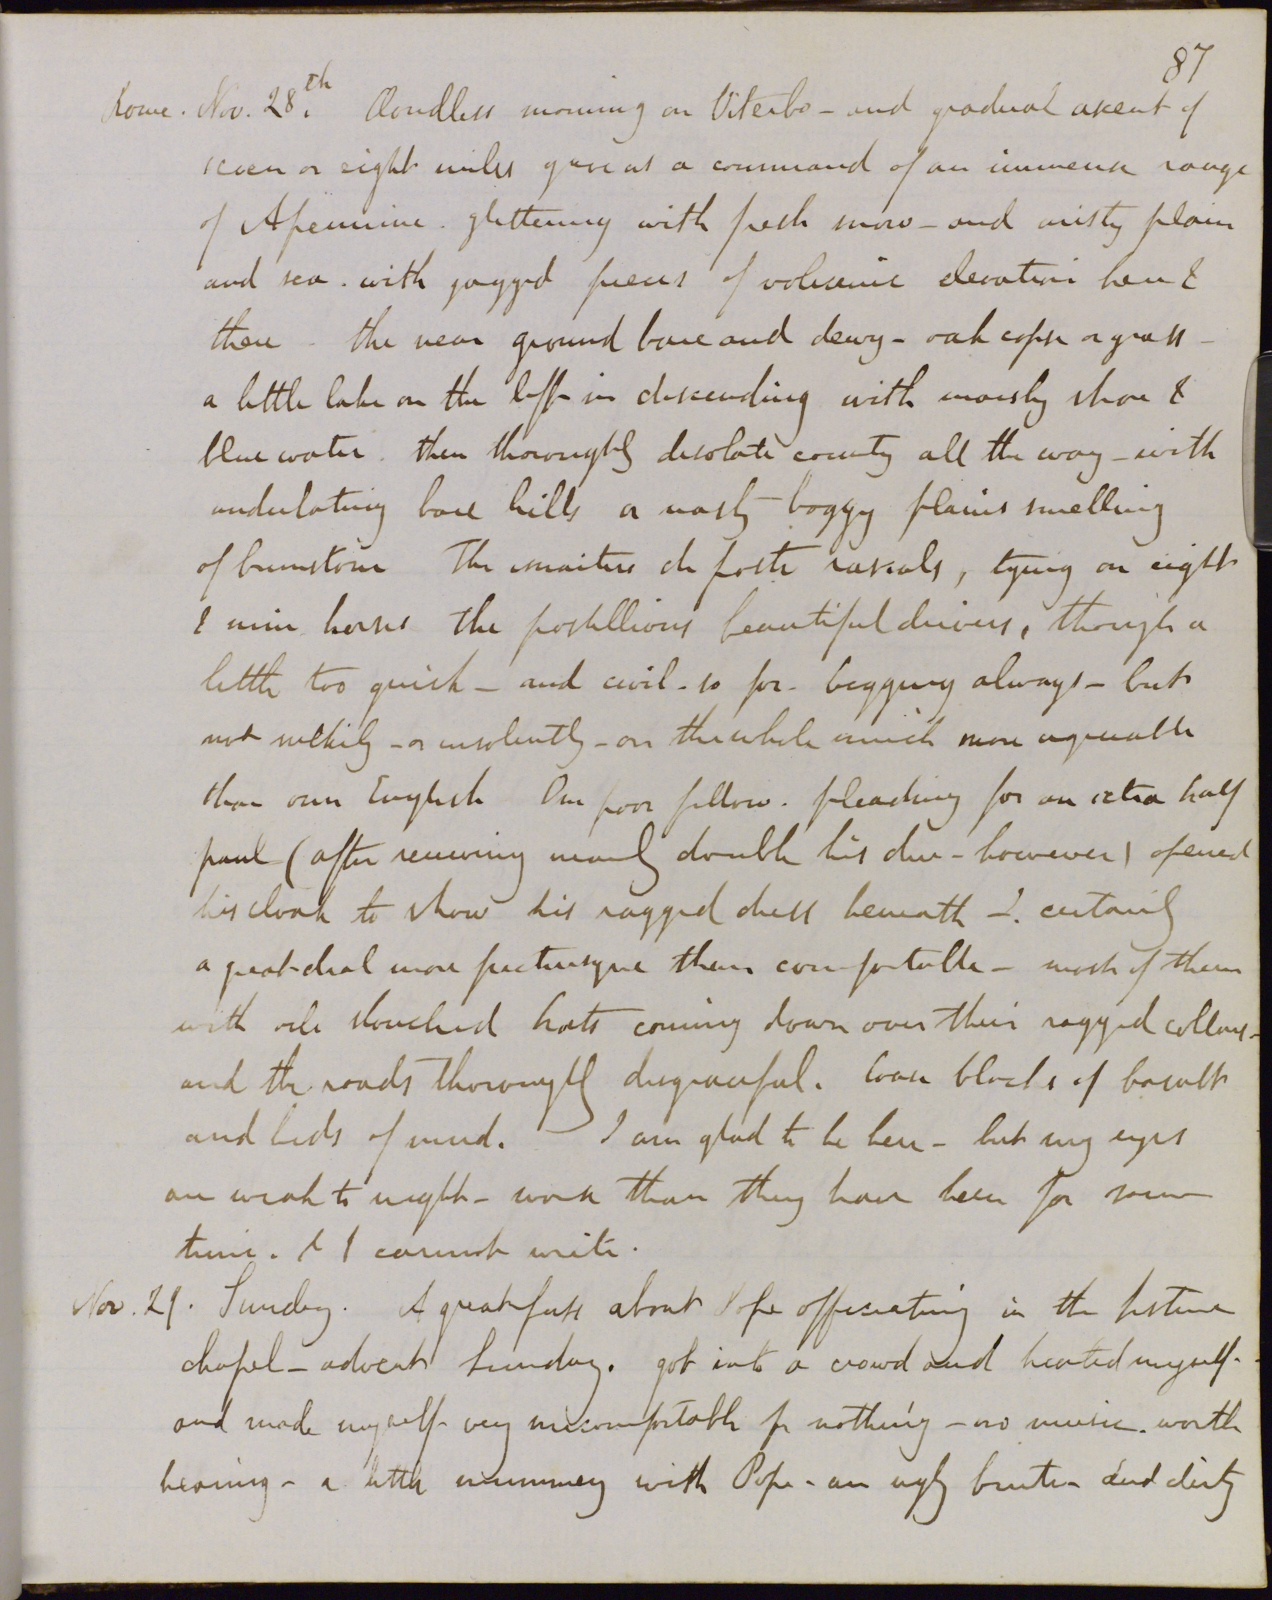 87
Rome. Nov. 28.th Cloudless morning on Viterbo - and gradual ascent of
seven or eight miles gave us a command of an immense range
of Apennine. glittering with fresh snow - and misty plain
and sea. with jagged pieces of volcanic elevation here &
there - the near ground bare and dewy - oak copse or grass -
a little lake on the left in descending with marshy shore &
blue water. then thoroughly desolate country all the way - with
undulating bare hills or nasty boggy plains smelling
of brimstone The maitres de poste rascals, tying on eight
& nine horses the postillions beautiful drivers, though a
little too quick - and civil - so far - begging always - but
not sulkily - or insolently - on the whole much more agreeable
than our English One poor fellow. pleading for an extra half
paul (after receiving nearly double his due - however) opened
his cloak to show his ragged dress beneath - certainly
a great deal more picturesque than comfortable - most of them
with slouched hats coming down over their ragged collars -
and the roads thoroughly disgraceful. loose blocks of basalt
and beds of mud. I am glad to be here - but my eyes
are weak to night - worse than they have been for some
time. & I cannot write.
Nov. 29. Sunday. A great fuss about Pope officiating in the Sistine
chapel - advent Sunday. got into a crowd and heated myself -
and made myself very uncomfortable for nothing - no music. worth
hearing - a little mummery with Pope - an ugly brute - and dirty